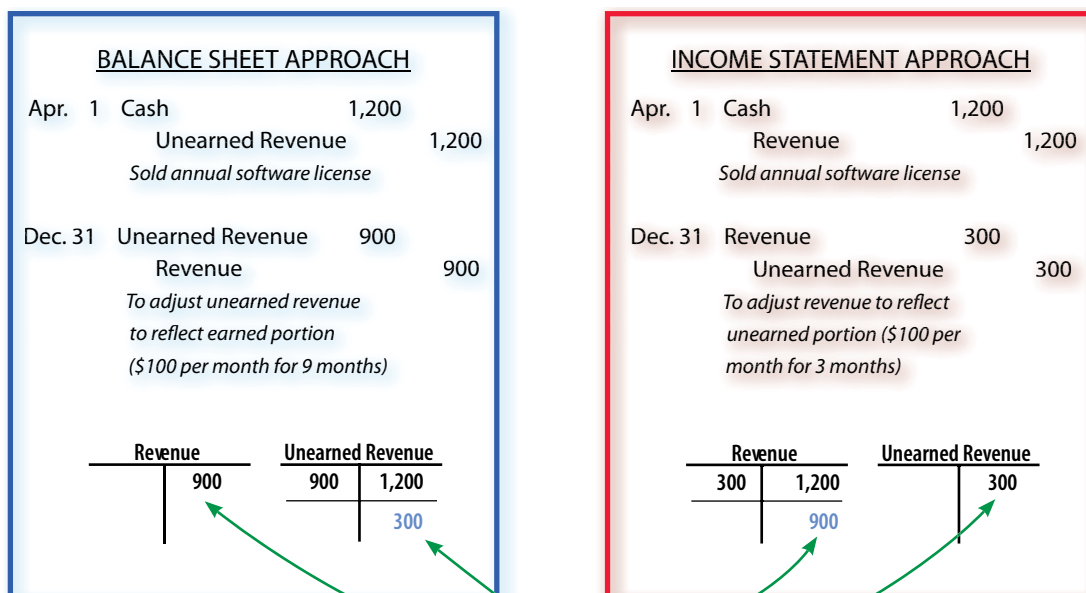 BALANCE SHEET APPROACH
Apr. 1 Cash 1,200
Unearned Revenue 1,200
Sold annual software license
Dec. 31 Unearned Revenue 900
Revenue 900
To adjust unearned revenue
to reflect earned portion
($100 per month for 9 months)
Revenue Unearned Revenue
900 900 1,200
300
INCOME STATEMENT APPROACH
Apr. 1 Cash 1,200
Revenue 1,200
Sold annual software license
Dec. 31 Revenue 300
Unearned Revenue 300
To adjust revenue to reflect
unearned portion ($100 per
month for 3 months)
Revenue Unearned Revenue
300 1,200 300
900